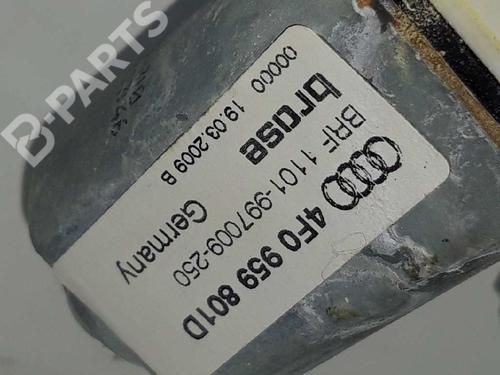 B-PARTS
4F0 959 801D
BRF 1101-997009-250
brose Germany
00000 19.03.2009 B